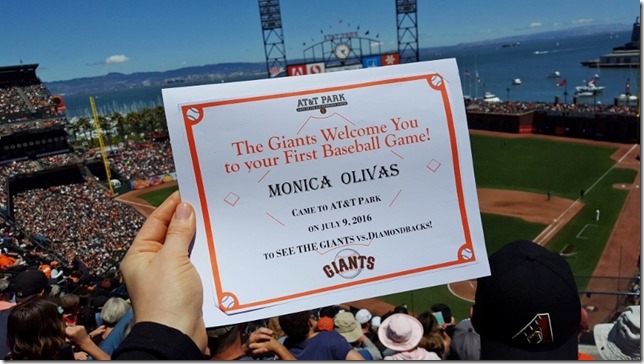 AT&T PARK
The Giants Welcome You
to your First Baseball Game!
MONICA OLIVAS
CAME TO AT&T PARK
ON JULY 9, 2016
TO SEE THE GIANTS VS. DIAMONDBACKS!
GIANTS